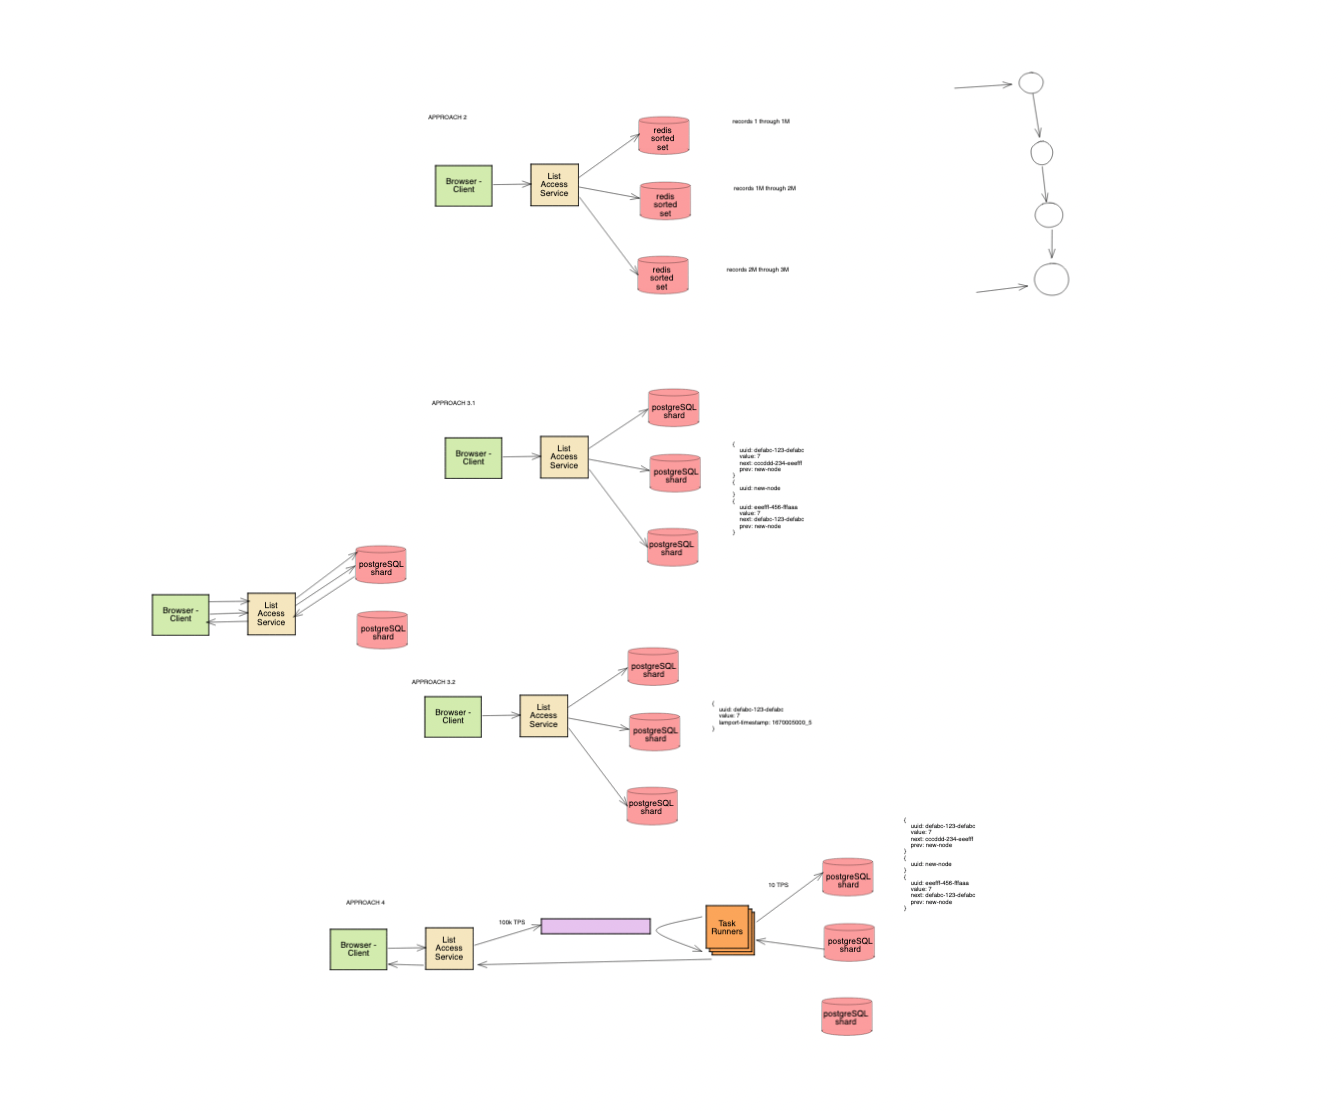 APPROACH 2
Browser -
Client
List
Access
Service
redis
sorted
set
records 1 through 1M
redis
sorted
set
records 1M through 2M
redis
sorted
set
records 2M through 3M
APPROACH 3.1
Browser -
Client
List
Access
Service
postgreSQL
shard
postgreSQL
shard
postgreSQL
shard
{
uuid: defabc-123-defabc
value: 7
next: cccddd-234-eeefff
prev: new-node
}
{
uuid: new-node
}
{
uuid: eeefff-456-fffaaa
value: 7
next: defabc-123-defabc
prev: new-node
}
Browser -
Client
List
Access
Service
postgreSQL
shard
postgreSQL
shard
APPROACH 3.2
Browser -
Client
List
Access
Service
postgreSQL
shard
postgreSQL
shard
postgreSQL
shard
{
uuid: defabc-123-defabc
value: 7
lamport-timestamp: 1670005000_5
}
APPROACH 4
Browser -
Client
List
Access
Service
100k TPS
Task
Runners
10 TPS
postgreSQL
shard
postgreSQL
shard
postgreSQL
shard
{
uuid: defabc-123-defabc
value: 7
next: cccddd-234-eeefff
prev: new-node
}
{
uuid: new-node
}
{
uuid: eeefff-456-fffaaa
value: 7
next: defabc-123-defabc
prev: new-node
}